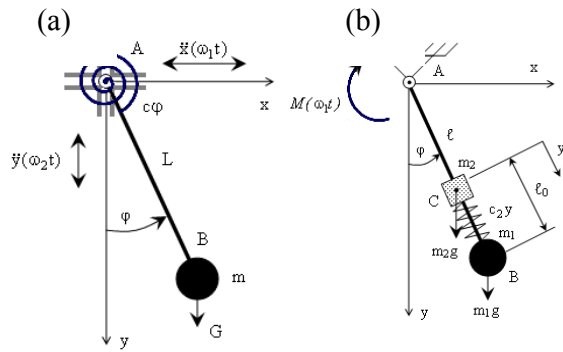 (a)
A
ẍ(ω₁t)
x
cφ
ÿ(ω₂t)
L
φ
B
m
G
y
(b)
A
x
M(ω₁t)
ℓ
φ
m₂
y
C
ℓ₀
c₂y
m₁
m₂g
B
m₁g
y